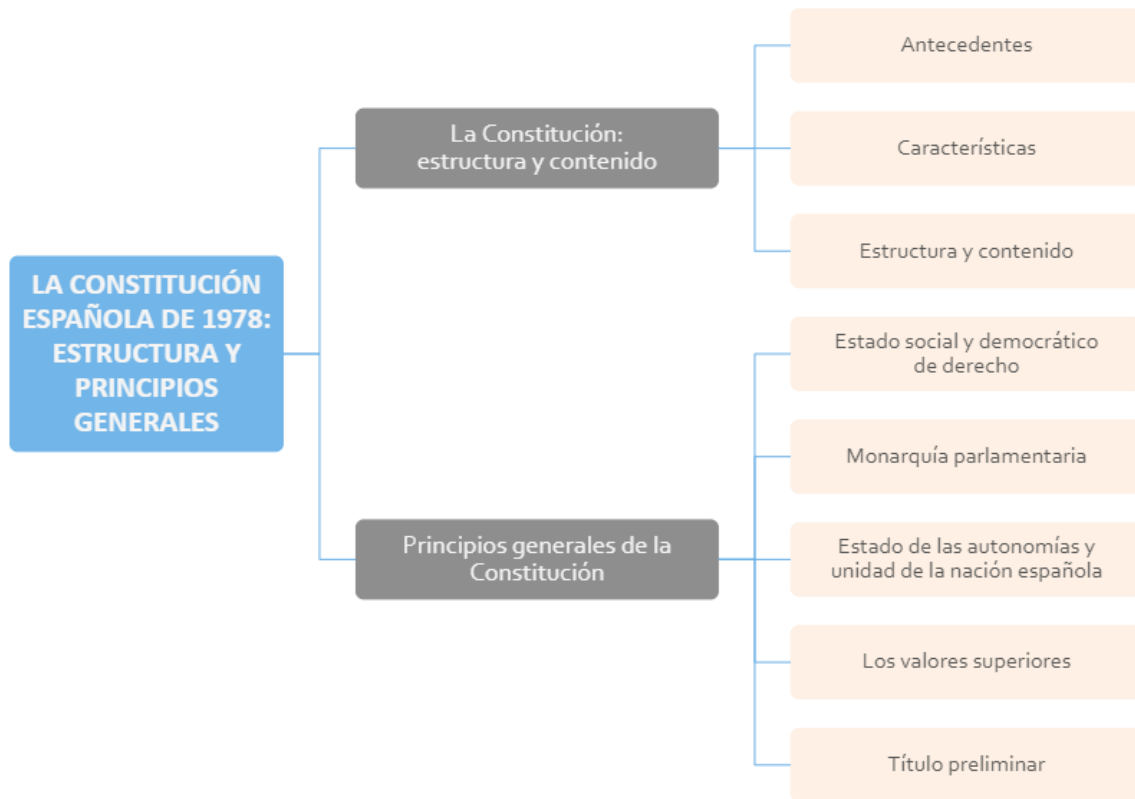 LA CONSTITUCIÓN
ESPAÑOLA DE 1978:
ESTRUCTURA Y
PRINCIPIOS
GENERALES
La Constitución:
estructura y contenido
Antecedentes
Características
Estructura y contenido
Principios generales de la
Constitución
Estado social y democrático
de derecho
Monarquía parlamentaria
Estado de las autonomías y
unidad de la nación española
Los valores superiores
Título preliminar